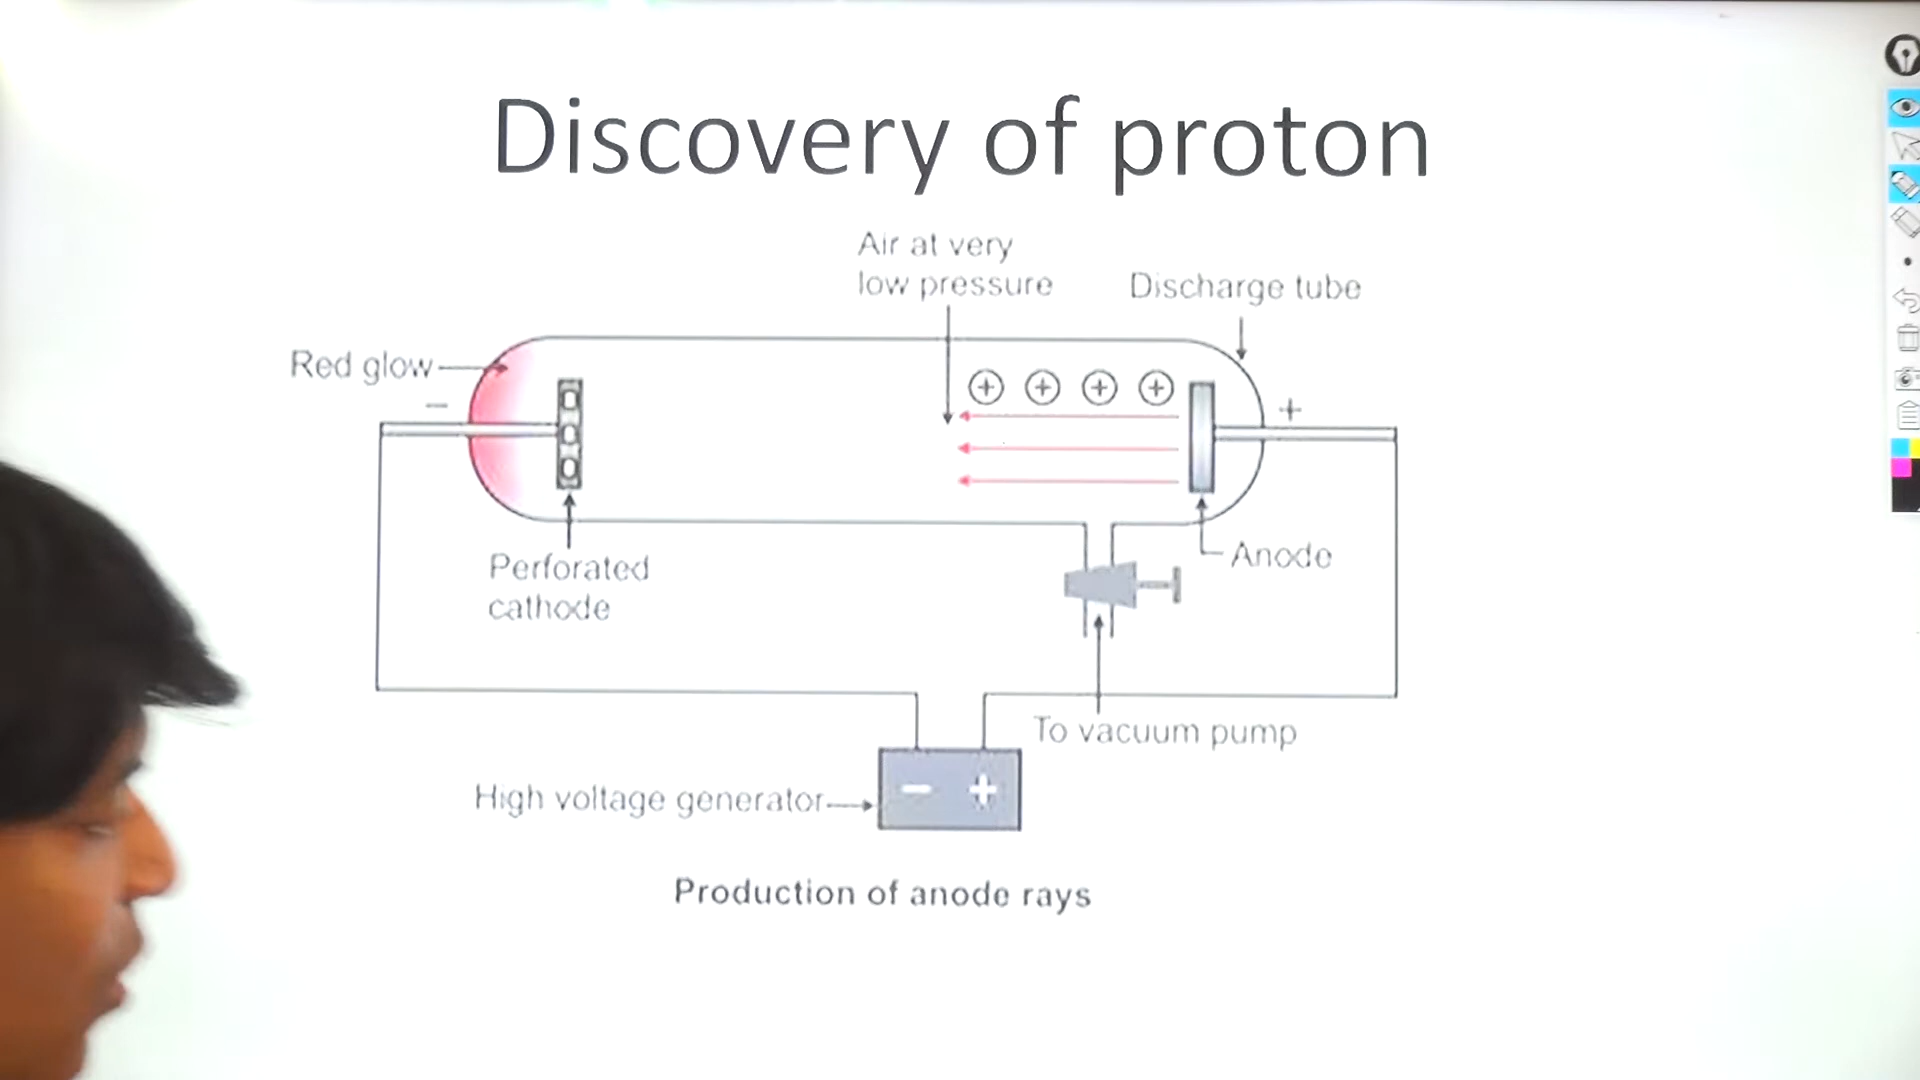 Discovery of proton
Air at very
low pressure
Discharge tube
Red glow
−
+
Perforated
cathode
Anode
To vacuum pump
High voltage generator
− +
Production of anode rays